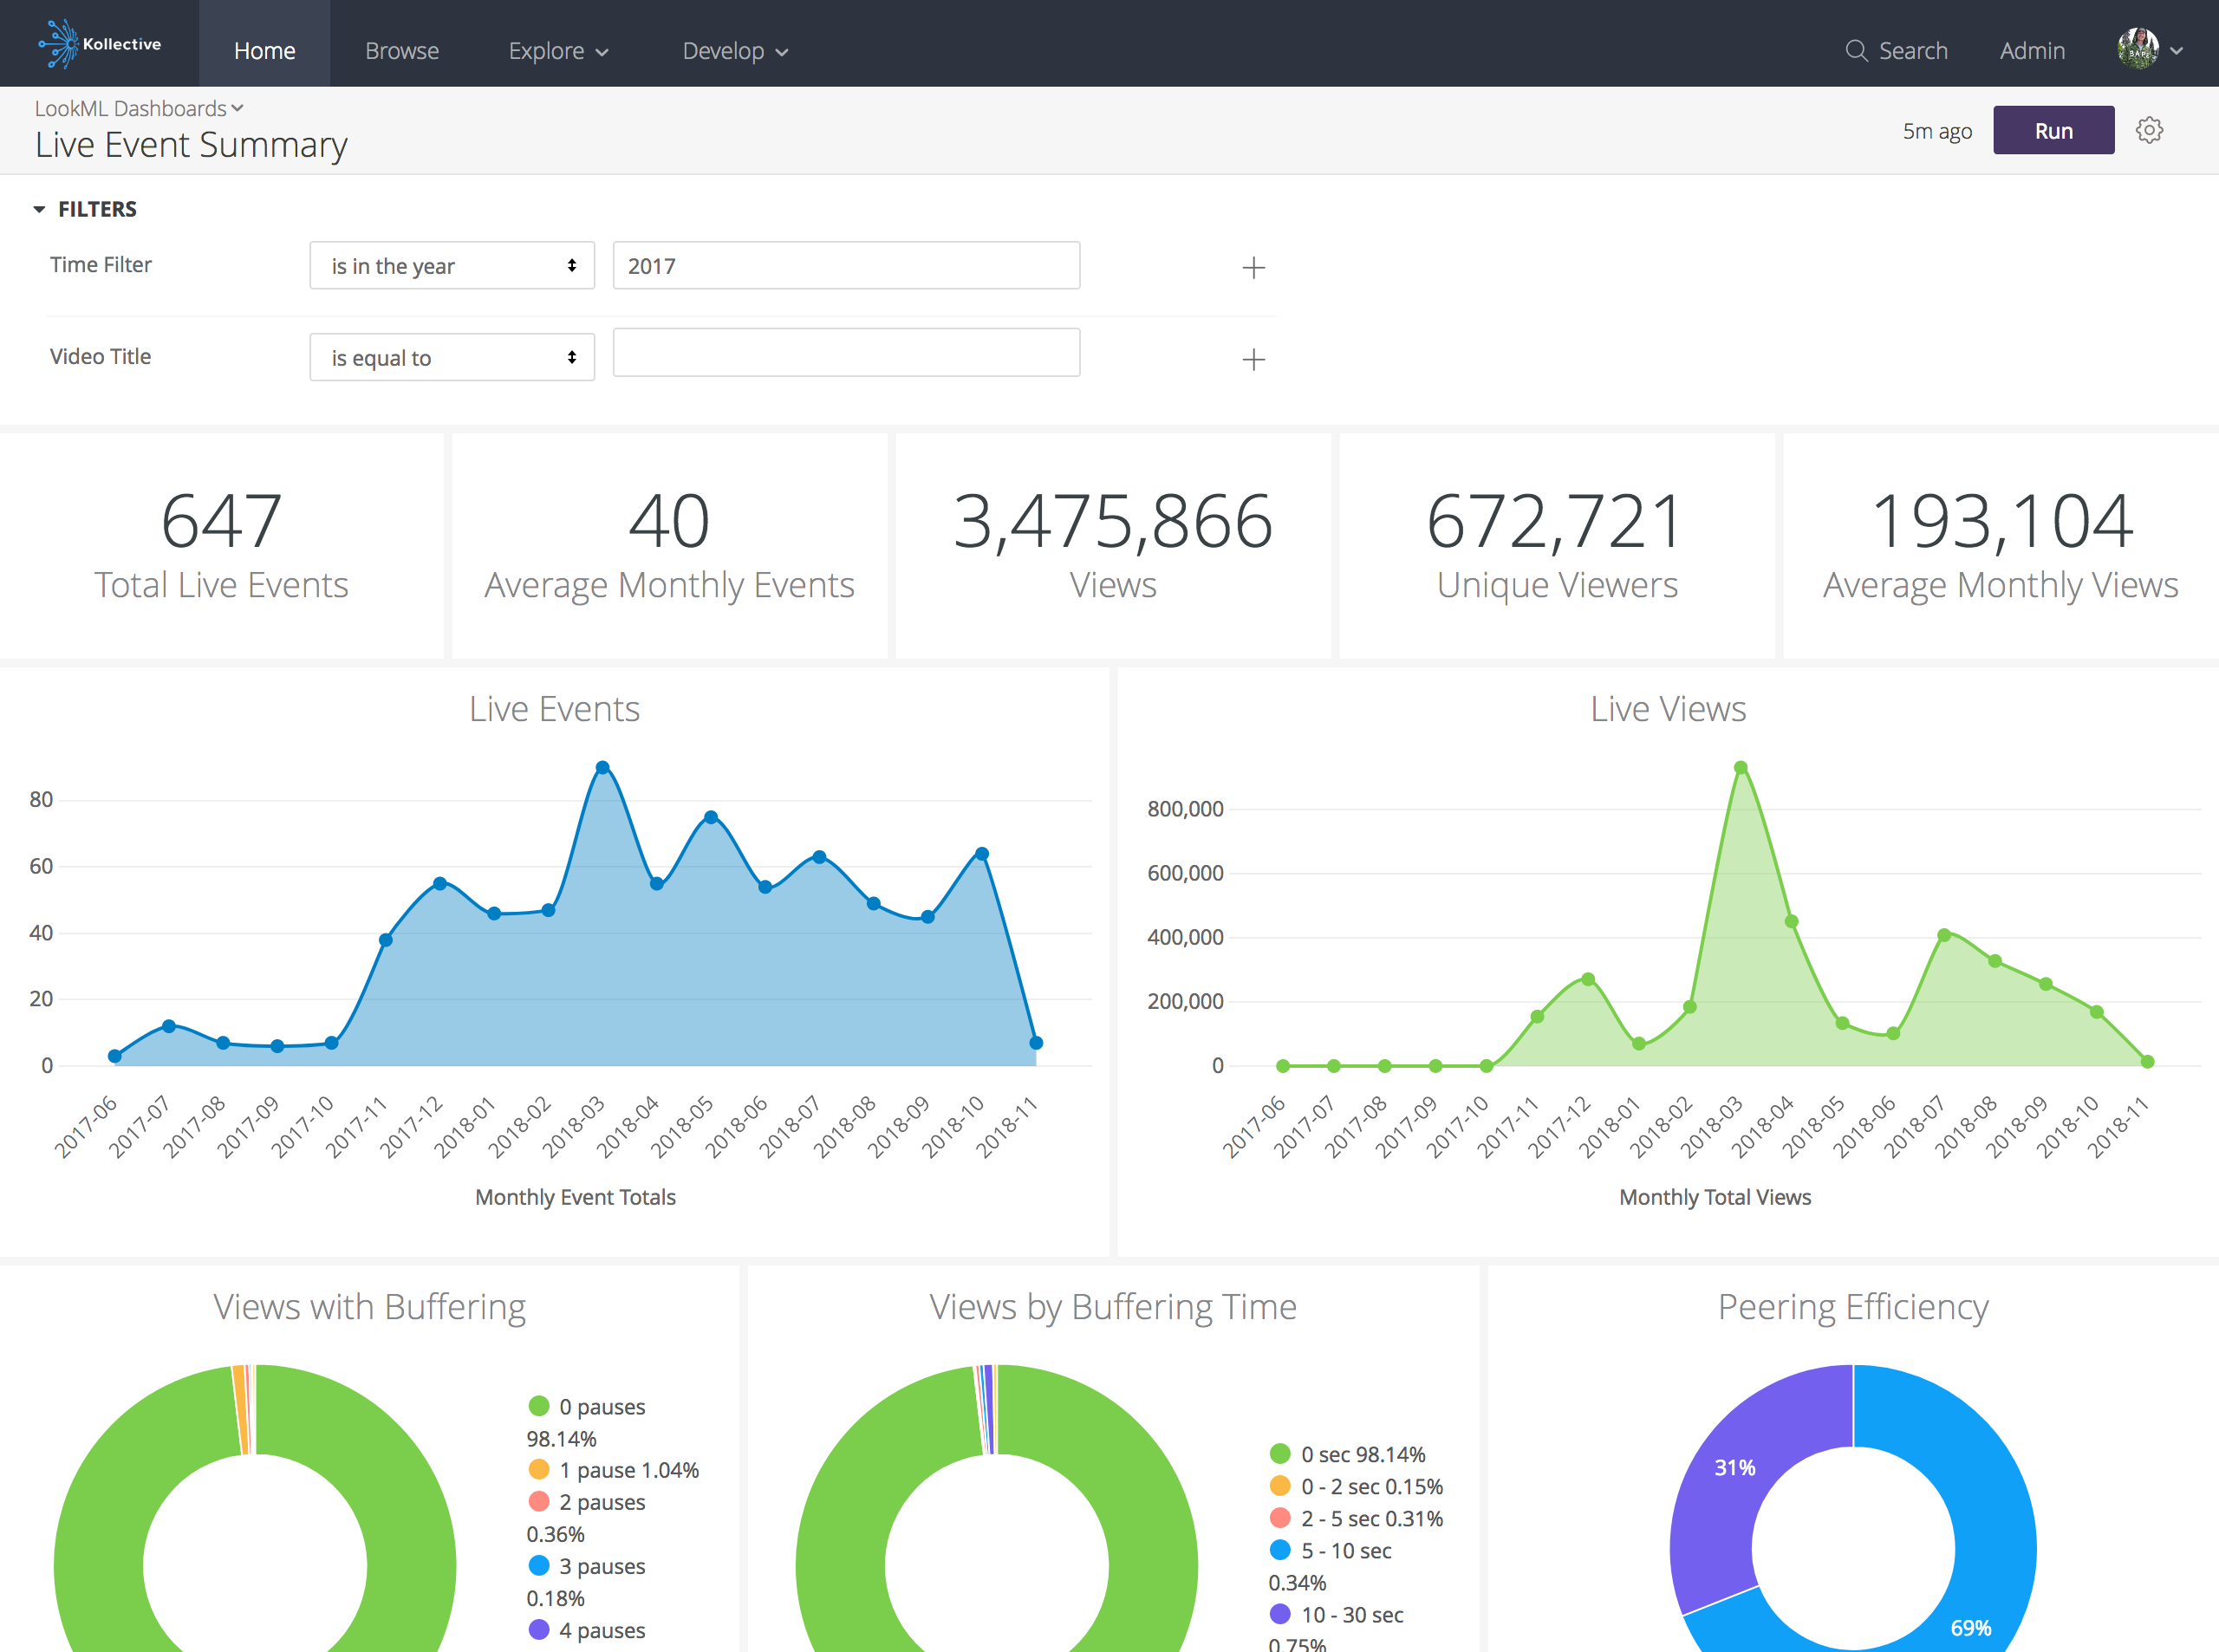 Kollective
Home
Browse
Explore
Develop
Search
Admin
LookML Dashboards
Live Event Summary
5m ago
Run
FILTERS
Time Filter
is in the year
2017
Video Title
is equal to
647
Total Live Events
40
Average Monthly Events
3,475,866
Views
672,721
Unique Viewers
193,104
Average Monthly Views
Live Events
80
60
40
20
0
2017-06
2017-07
2017-08
2017-09
2017-10
2017-11
2017-12
2018-01
2018-02
2018-03
2018-04
2018-05
2018-06
2018-07
2018-08
2018-09
2018-10
2018-11
Monthly Event Totals
Live Views
800,000
600,000
400,000
200,000
0
2017-06
2017-07
2017-08
2017-09
2017-10
2017-11
2017-12
2018-01
2018-02
2018-03
2018-04
2018-05
2018-06
2018-07
2018-08
2018-09
2018-10
2018-11
Monthly Total Views
Views with Buffering
0 pauses
98.14%
1 pause 1.04%
2 pauses
0.36%
3 pauses
0.18%
4 pauses
Views by Buffering Time
0 sec 98.14%
0 - 2 sec 0.15%
2 - 5 sec 0.31%
5 - 10 sec
0.34%
10 - 30 sec
0.75%
Peering Efficiency
31%
69%